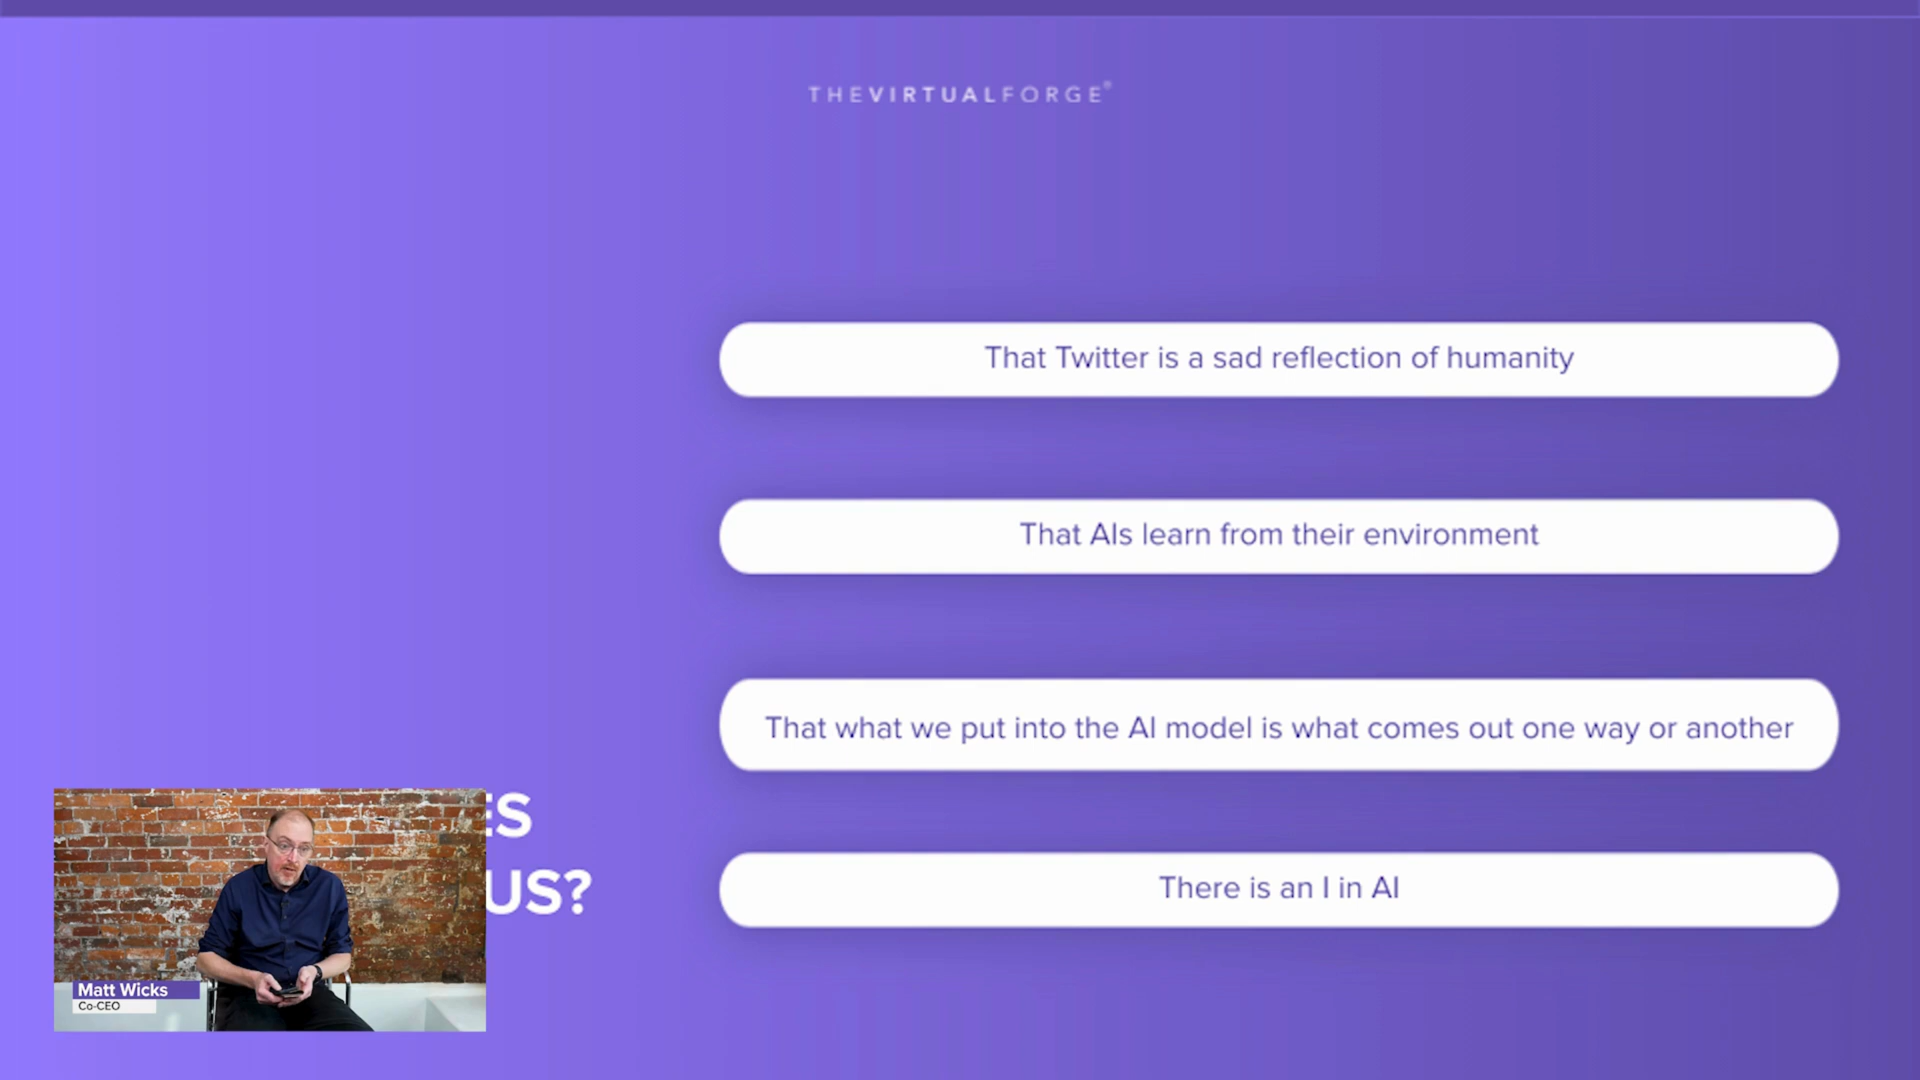 THEVIRTUALFORGE®
That Twitter is a sad reflection of humanity
That AIs learn from their environment
That what we put into the AI model is what comes out one way or another
There is an I in AI
ES
US?
Matt Wicks
Co-CEO